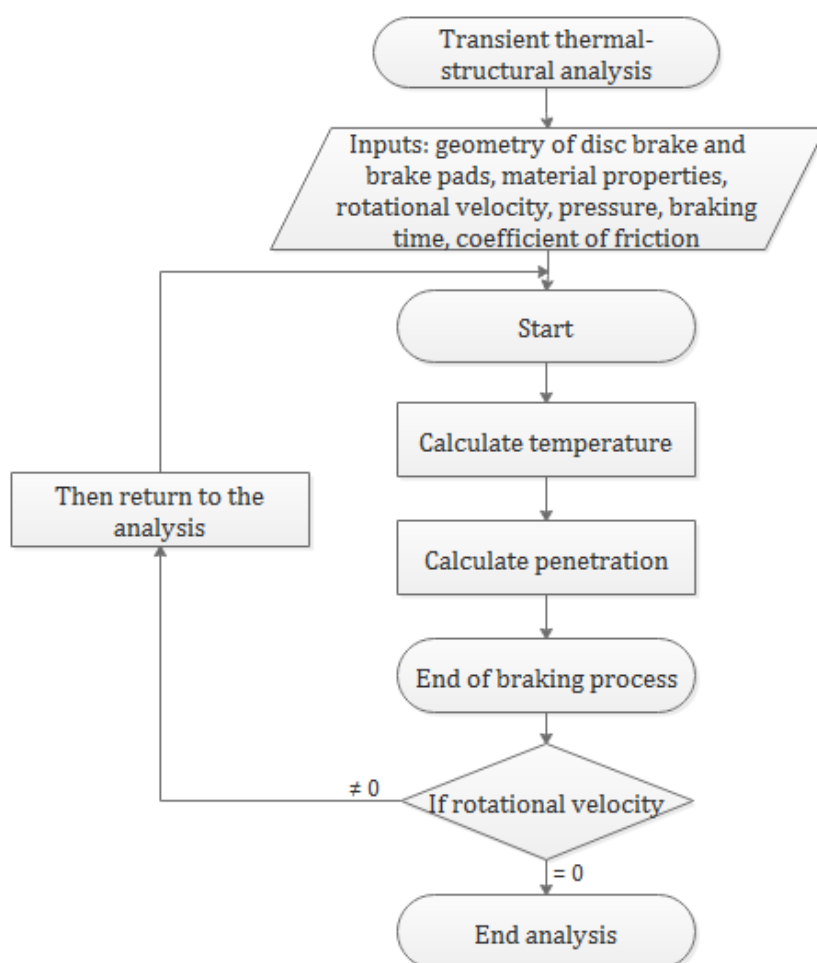 Transient thermal-
structural analysis
Inputs: geometry of disc brake and
brake pads, material properties,
rotational velocity, pressure, braking
time, coefficient of friction
Start
Calculate temperature
Then return to the
analysis
Calculate penetration
End of braking process
≠ 0
If rotational velocity
= 0
End analysis